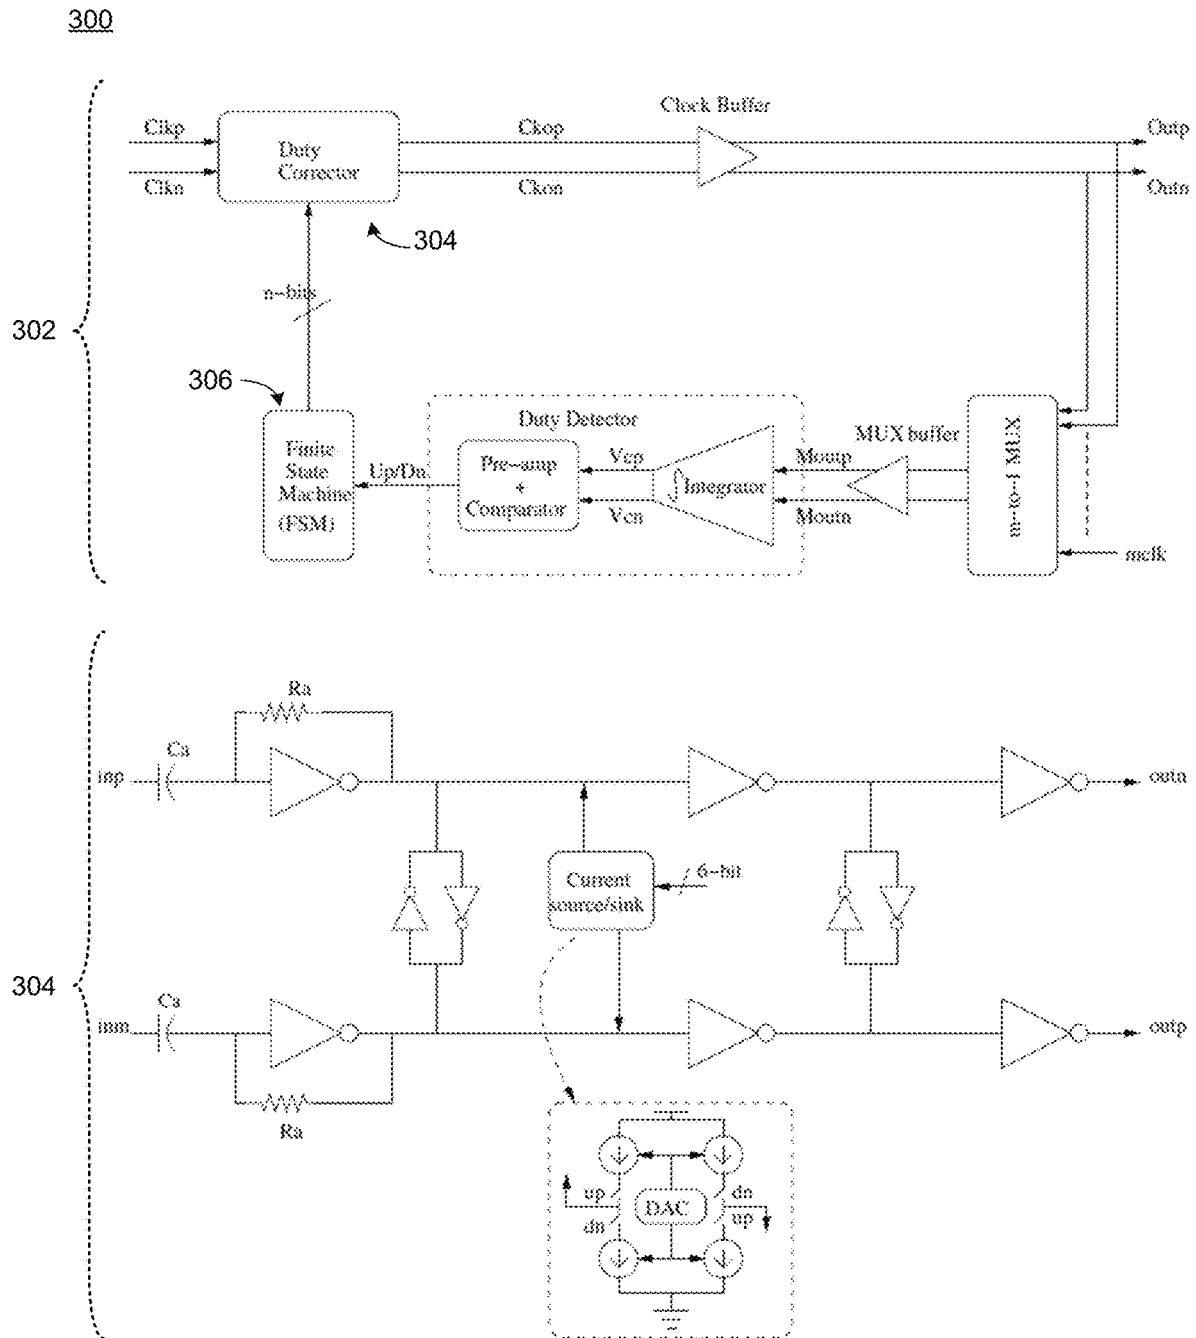 300
Clock Buffer
Clkp
Ckop
Outp
Duty
Corrector
Clkn
Ckon
Outn
304
n-bits
302
306
Duty Detector
MUX buffer
Finite
State
Machine
(FSM)
Up/Dn
Pre-amp
+
Comparator
Vcp
Vcn
∫Integrator
Moutp
Moutn
m-to-1 MUX
mclk
Ra
Ca
inp
outn
Current
source/sink
6-bit
304
Ca
inm
outp
Ra
up
dn
DAC
dn
up